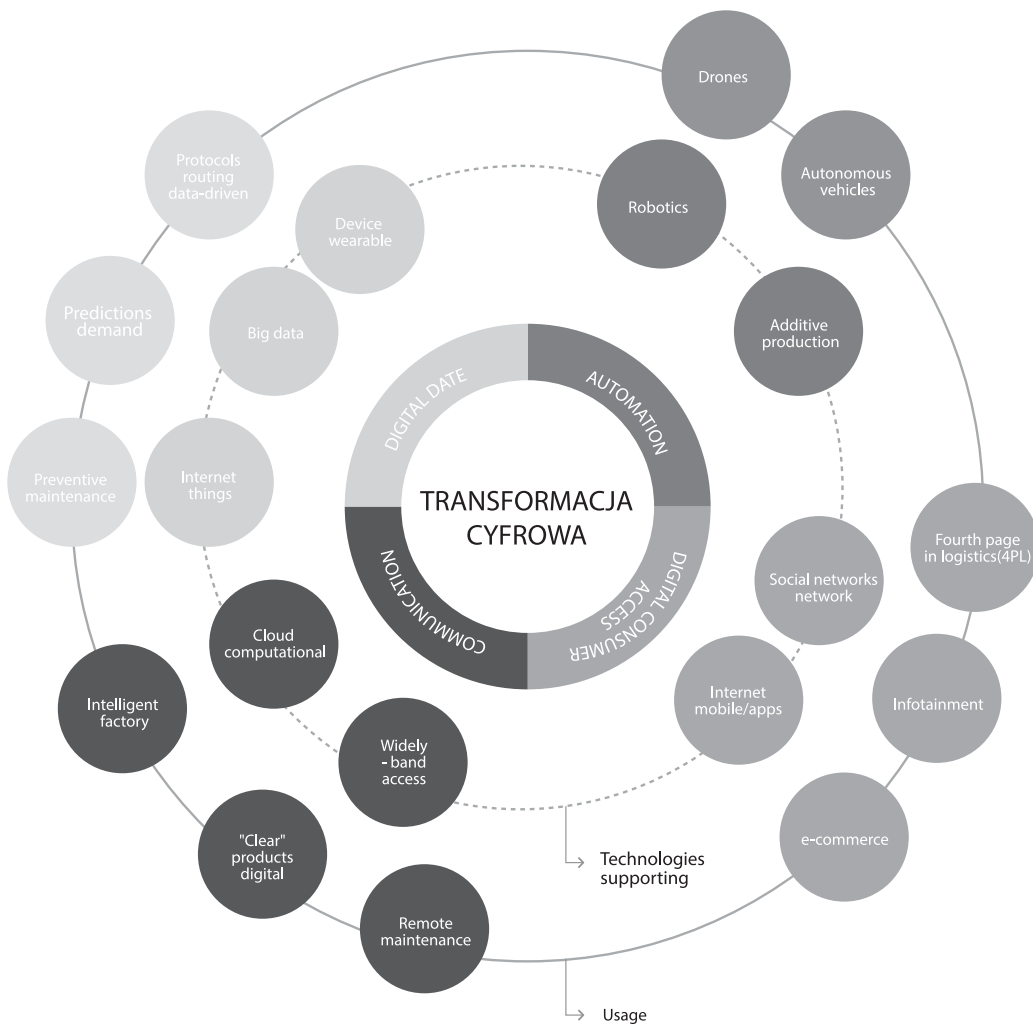 Drones
Protocols
routing
data-driven
Autonomous
vehicles
Device
wearable
Robotics
Predictions
demand
Big data
Additive
production
DIGITAL DATE
AUTOMATION
Preventive
maintenance
Internet
things
TRANSFORMACJA
CYFROWA
Fourth page
in logistics(4PL)
Social networks
network
COMMUNICATION
DIGITAL CONSUMER
ACCESS
Cloud
computational
Intelligent
factory
Internet
mobile/apps
Infotainment
Widely
- band
access
"Clear"
products
digital
e-commerce
Technologies
supporting
Remote
maintenance
Usage